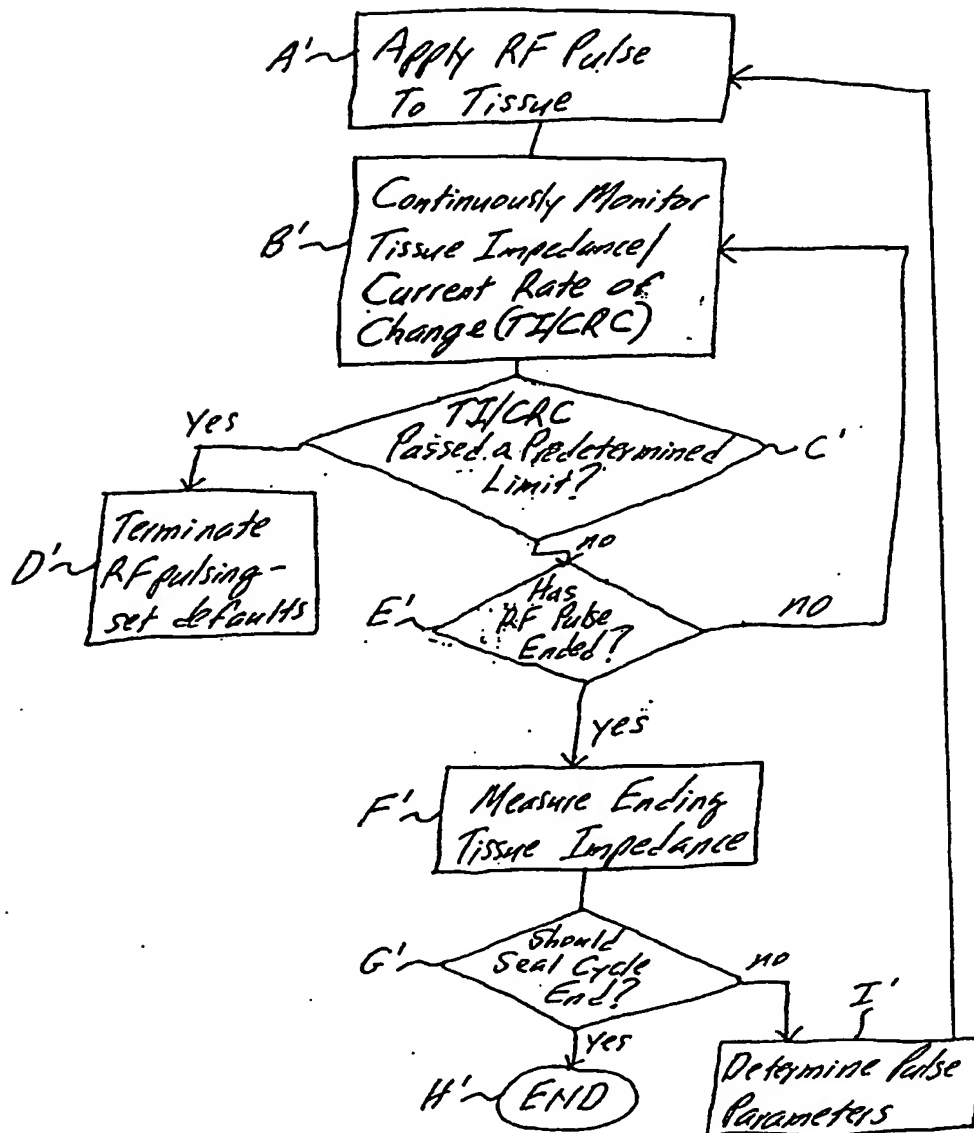 A'
Apply RF Pulse
To Tissue
B'
Continuously Monitor
Tissue Impedance/
Current Rate of
Change (TI/CRC)
TI/CRC
Passed a Predetermined
Limit?
C'
yes
no
D'
Terminate
RF pulsing-
set defaults
E'
Has
RF Pulse
Ended?
no
yes
F'
Measure Ending
Tissue Impedance
G'
Should
Seal Cycle
End?
no
yes
H'
END
I'
Determine Pulse
Parameters